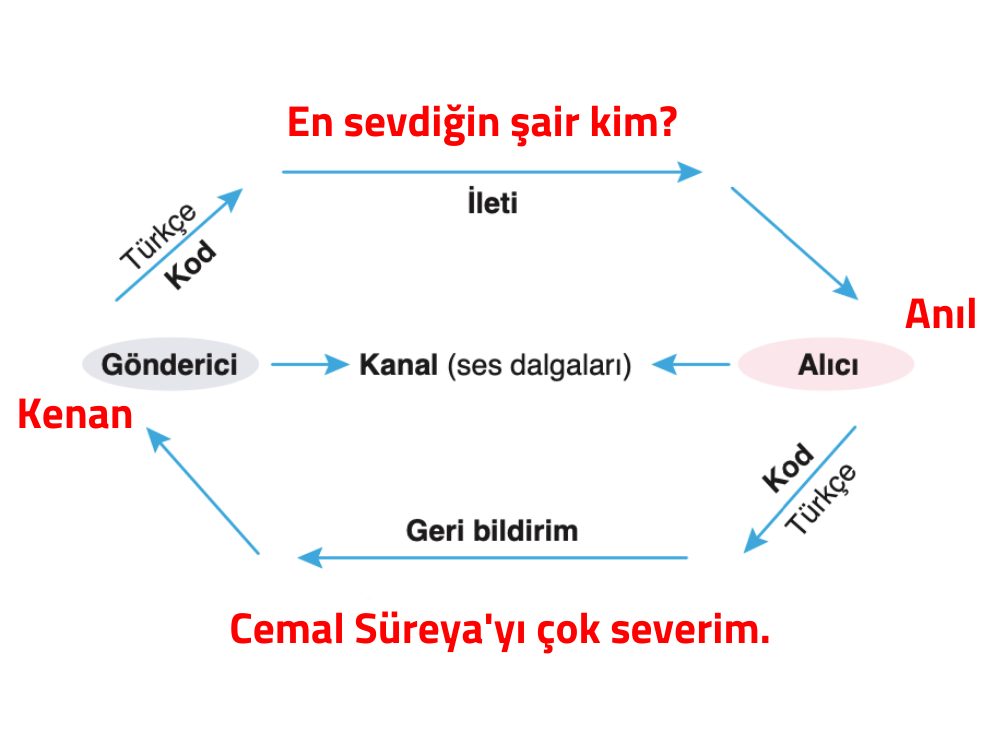 En sevdiğin şair kim?
İleti
Türkçe
Kod
Anıl
Gönderici
Kanal (ses dalgaları)
Alıcı
Kenan
Kod
Türkçe
Geri bildirim
Cemal Süreya'yı çok severim.